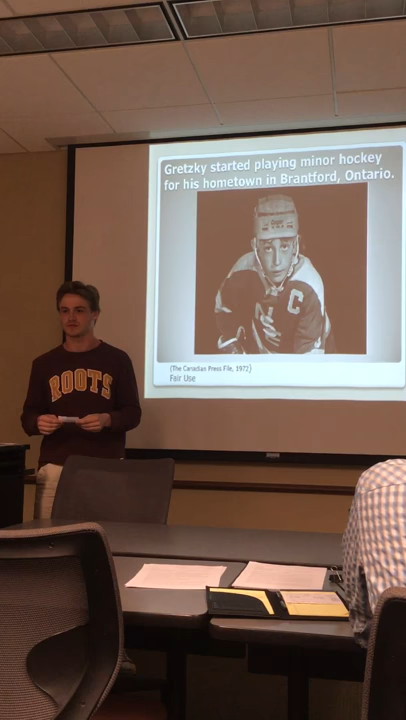 Gretzky started playing minor hockey
for his hometown in Brantford, Ontario.
C
(The Canadian Press File, 1972)
Fair Use
ROOTS